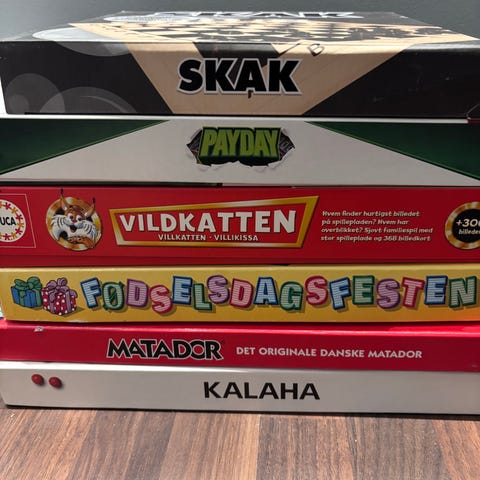 SKAK
PAYDAY
UCA
VILDKATTEN
VILLKATTEN - VILLIKISSA
Hvem finder hurtigst billedet
på spillepladen? Hvem har
overblikket? Sjovt familiespil med
stor spilleplade og 368 billedkort
+300
billeder
FØDSELSDAGSFESTEN
MATADOR DET ORIGINALE DANSKE MATADOR
KALAHA